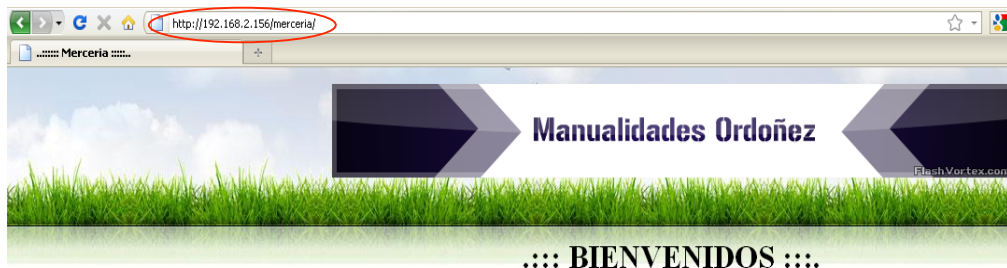 http://192.168.2.156/merceria/
..:::::: Merceria ::::::..
Manualidades Ordoñez
FlashVortex.com
.::: BIENVENIDOS :::.